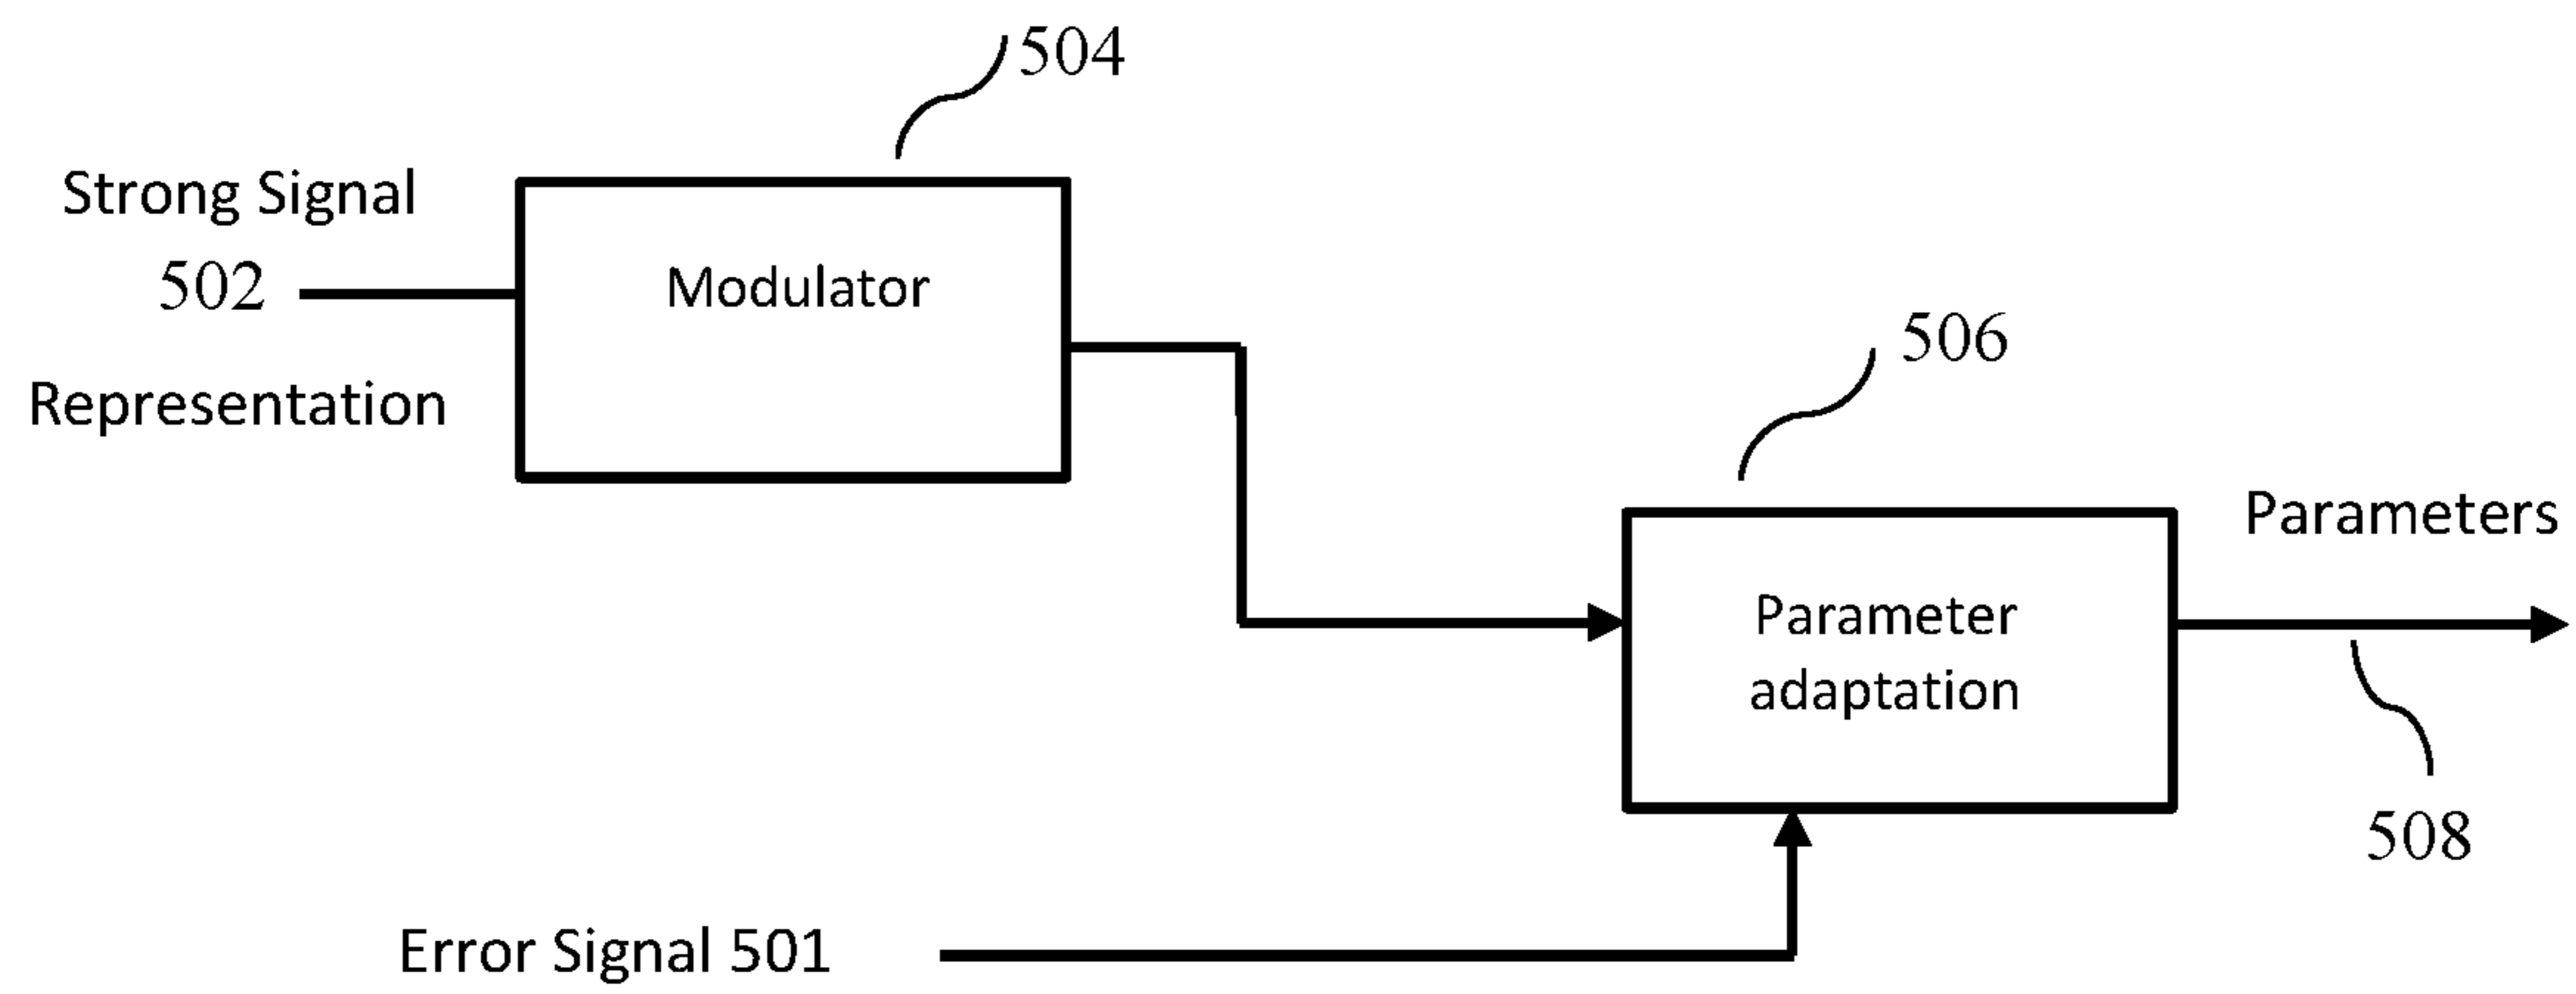 504
Strong Signal
502
Representation
Modulator
506
Parameter
adaptation
Parameters
508
Error Signal 501